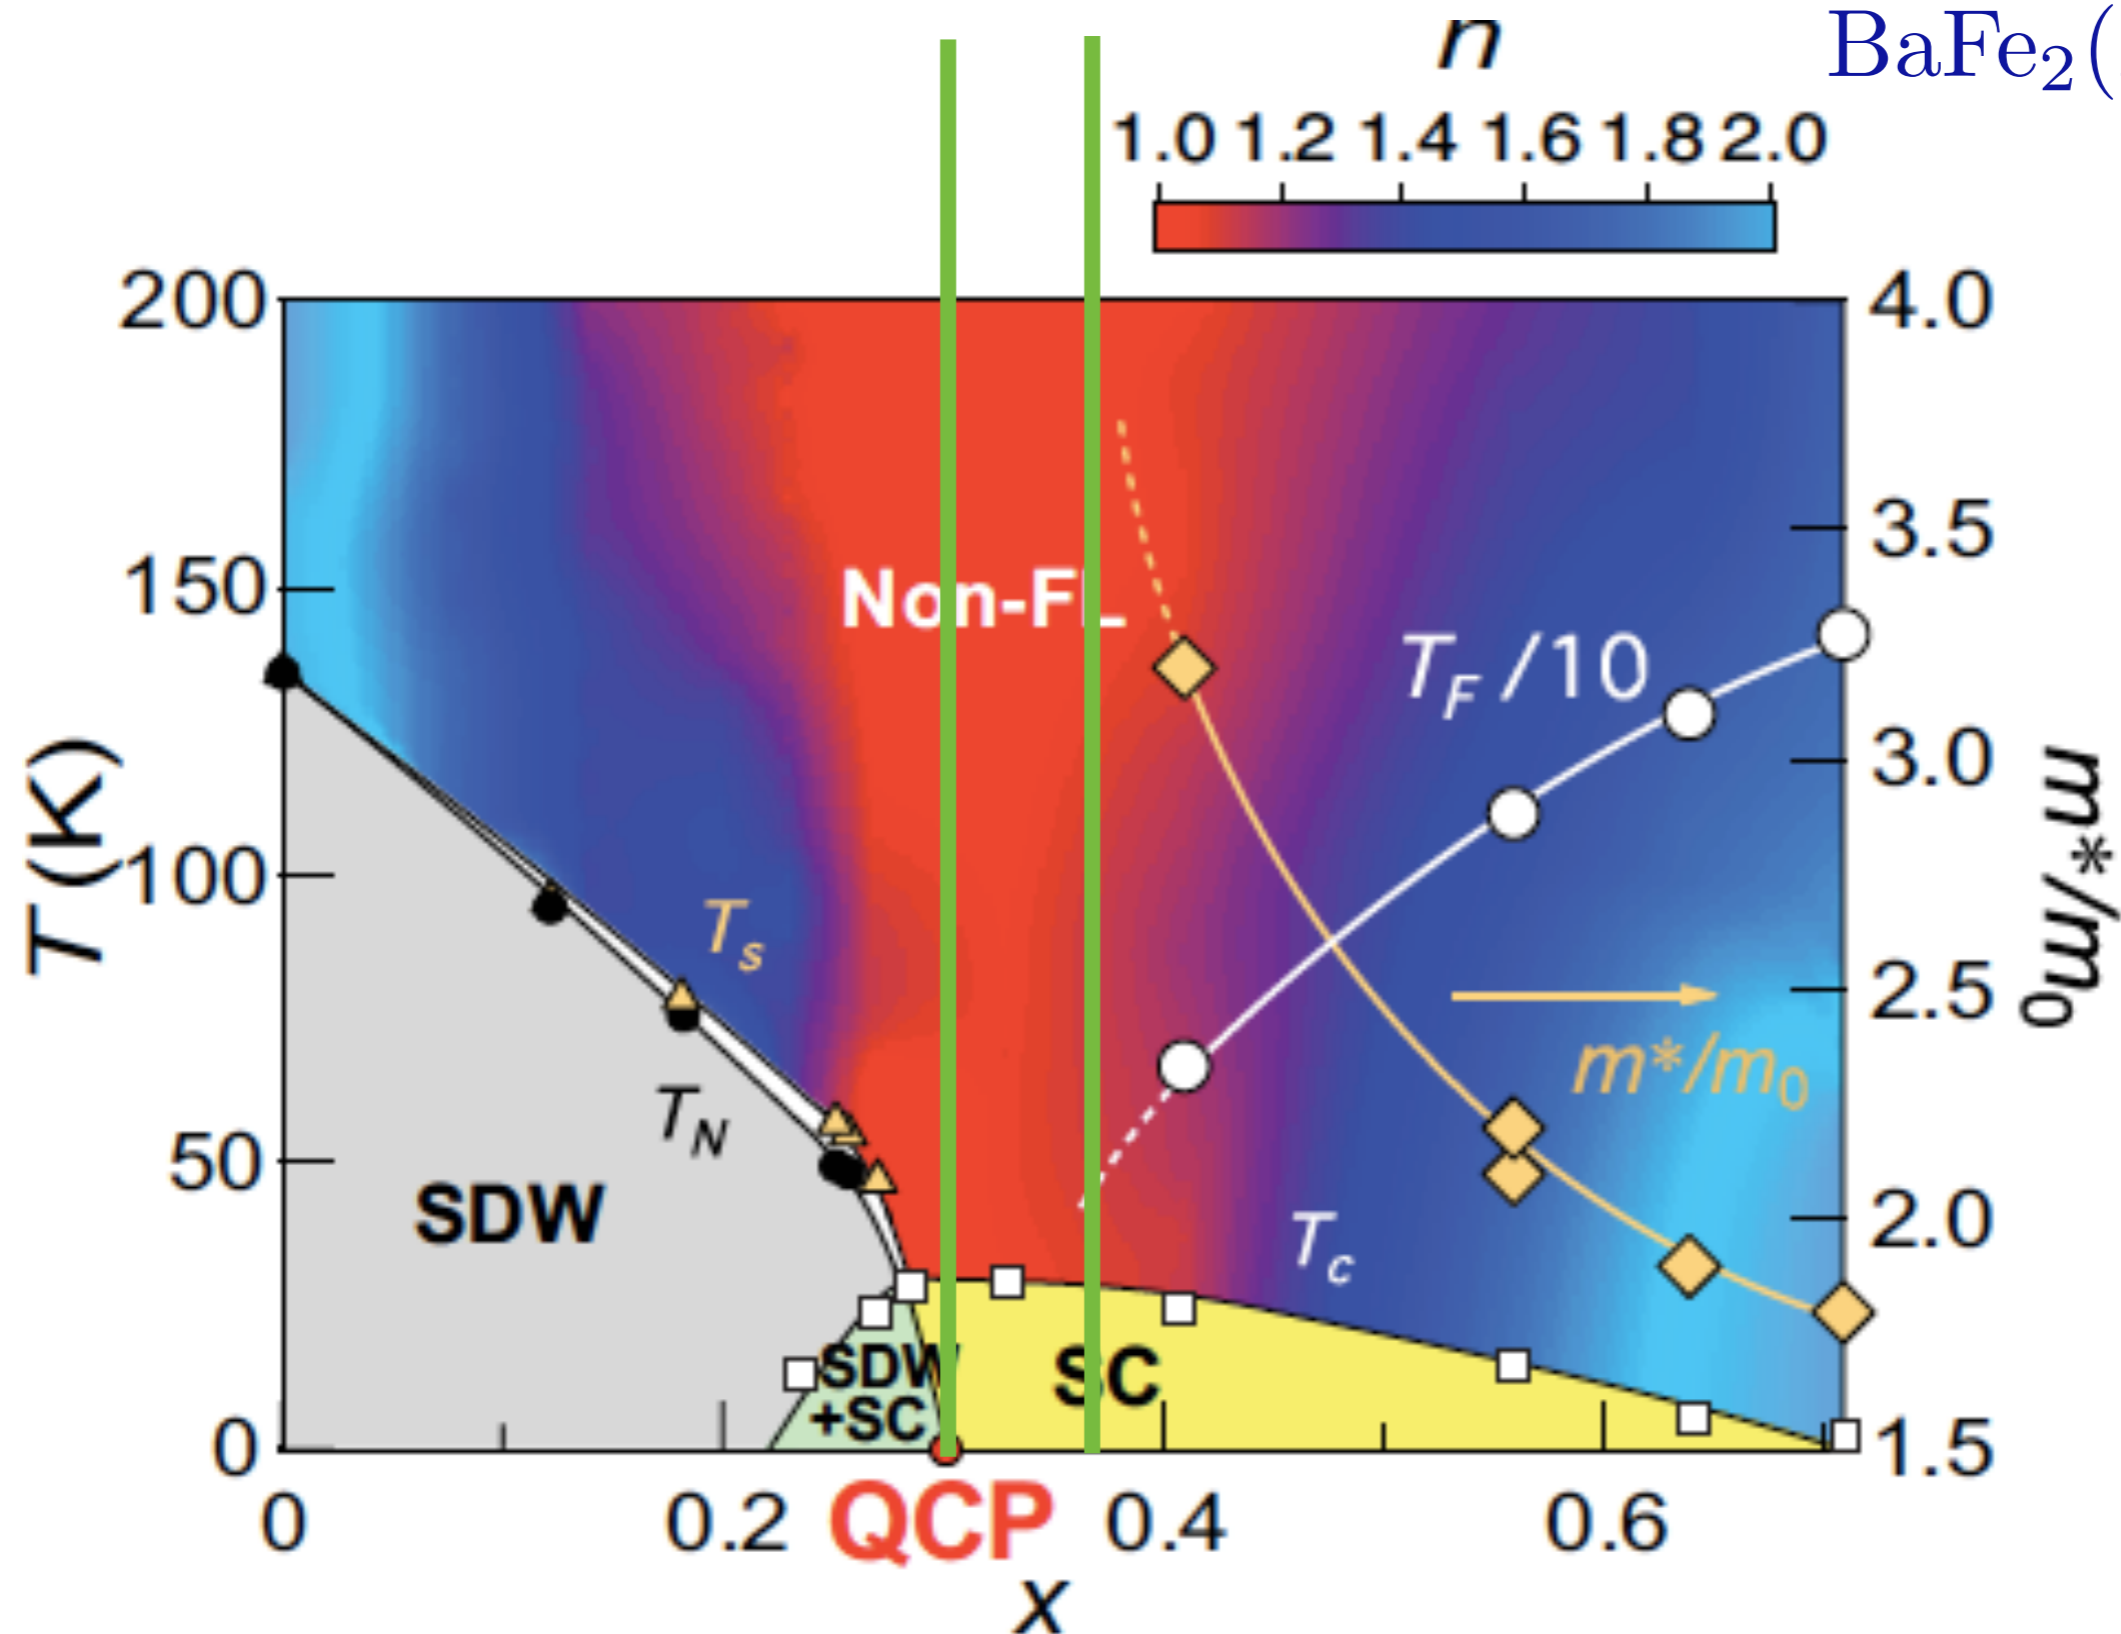 n
BaFe₂(
1.0 1.2 1.4 1.6 1.8 2.0
200
4.0
3.5
150
Non-FL
T_F /10
3.0
T (K)
m*/m₀
100
T_s
2.5
m*/m₀
T_N
50
SDW
T_c
2.0
SDW
+SC
SC
0
1.5
0 0.2 QCP 0.4 0.6
x